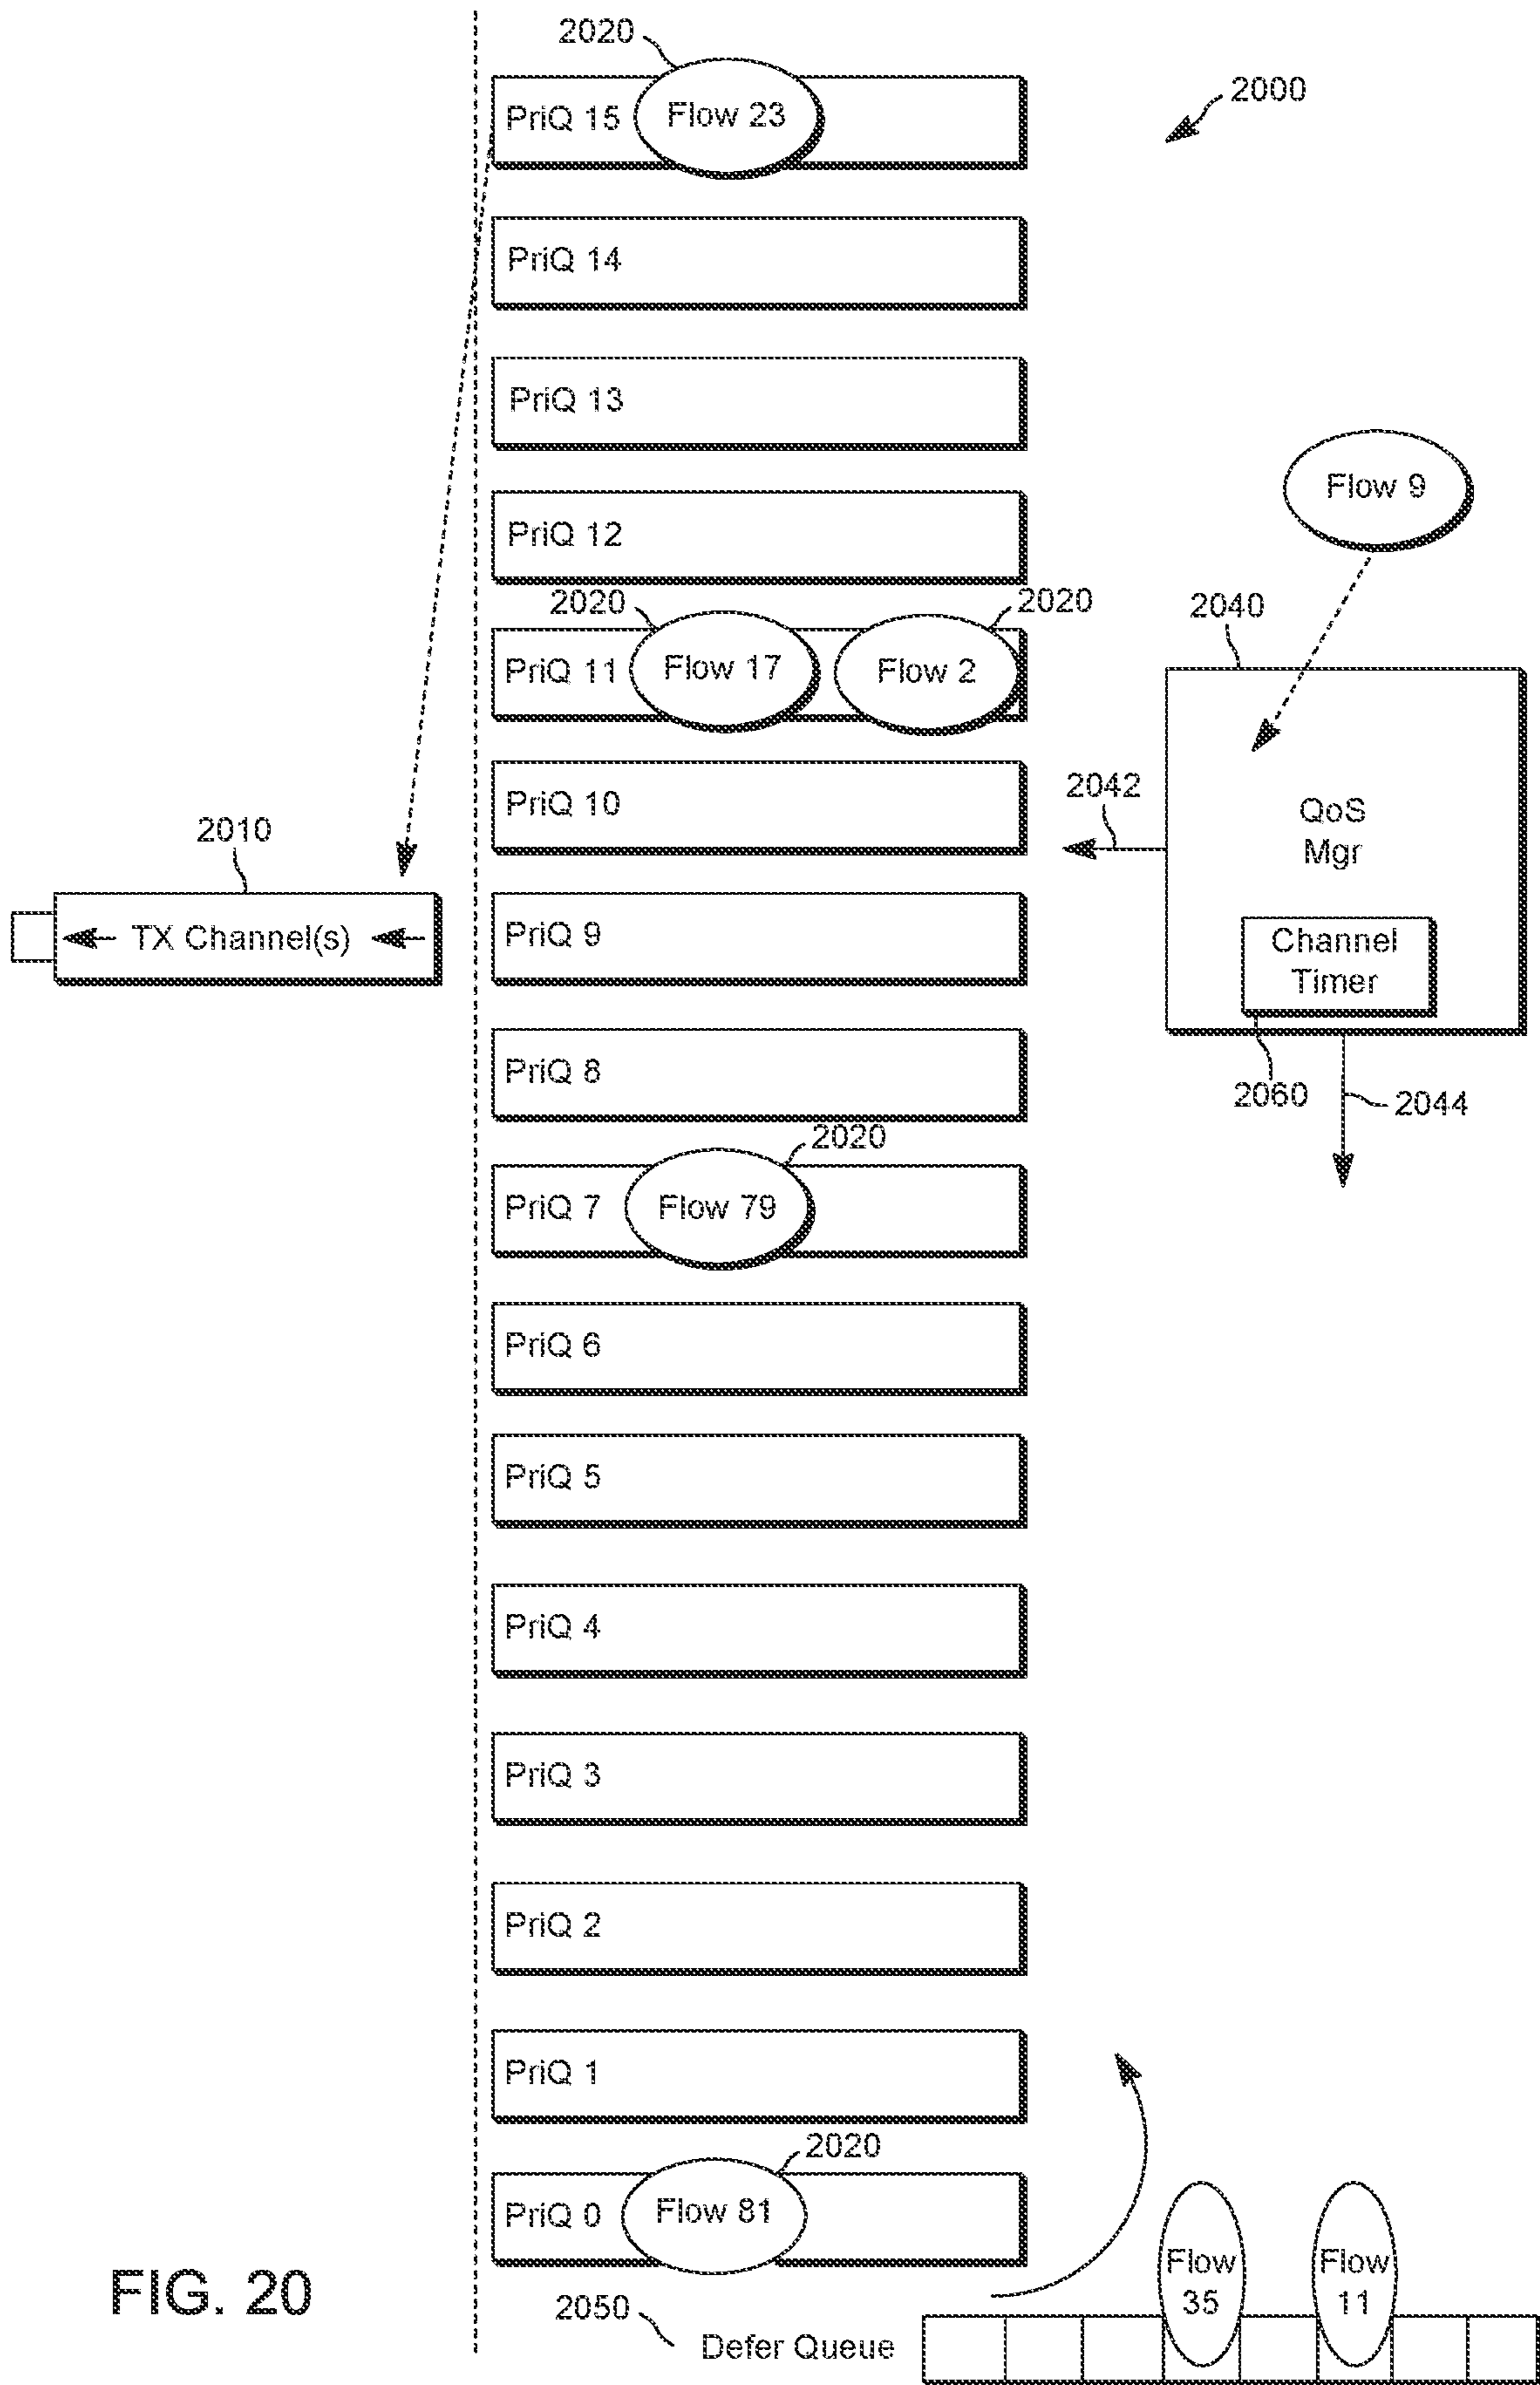 2020
2000
PriQ 15 Flow 23
PriQ 14
PriQ 13
Flow 9
PriQ 12
2020
2020
2040
PriQ 11 Flow 17 Flow 2
2042
PriQ 10
QoS
Mgr
2010
TX Channel(s)
PriQ 9
Channel
Timer
PriQ 8
2060
2044
2020
PriQ 7 Flow 79
PriQ 6
PriQ 5
PriQ 4
PriQ 3
PriQ 2
PriQ 1
2020
PriQ 0 Flow 81
Flow
35
Flow
11
FIG. 20
2050
Defer Queue